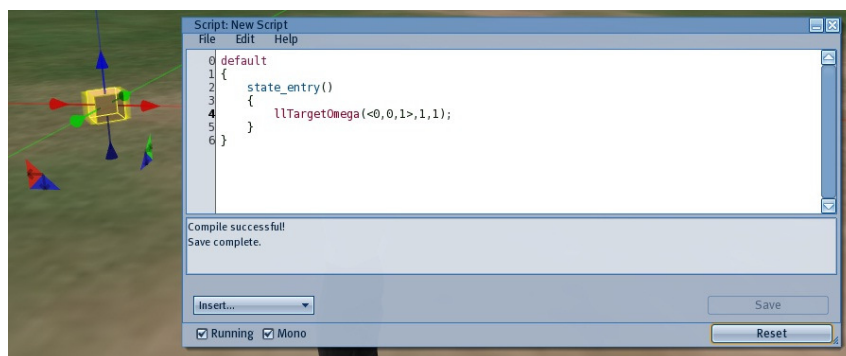 Script: New Script
File Edit Help
0 default
1 {
2     state_entry()
3     {
4         llTargetOmega(<0,0,1>,1,1);
5     }
6 }
Compile successful!
Save complete.
Insert... Save
Running Mono Reset